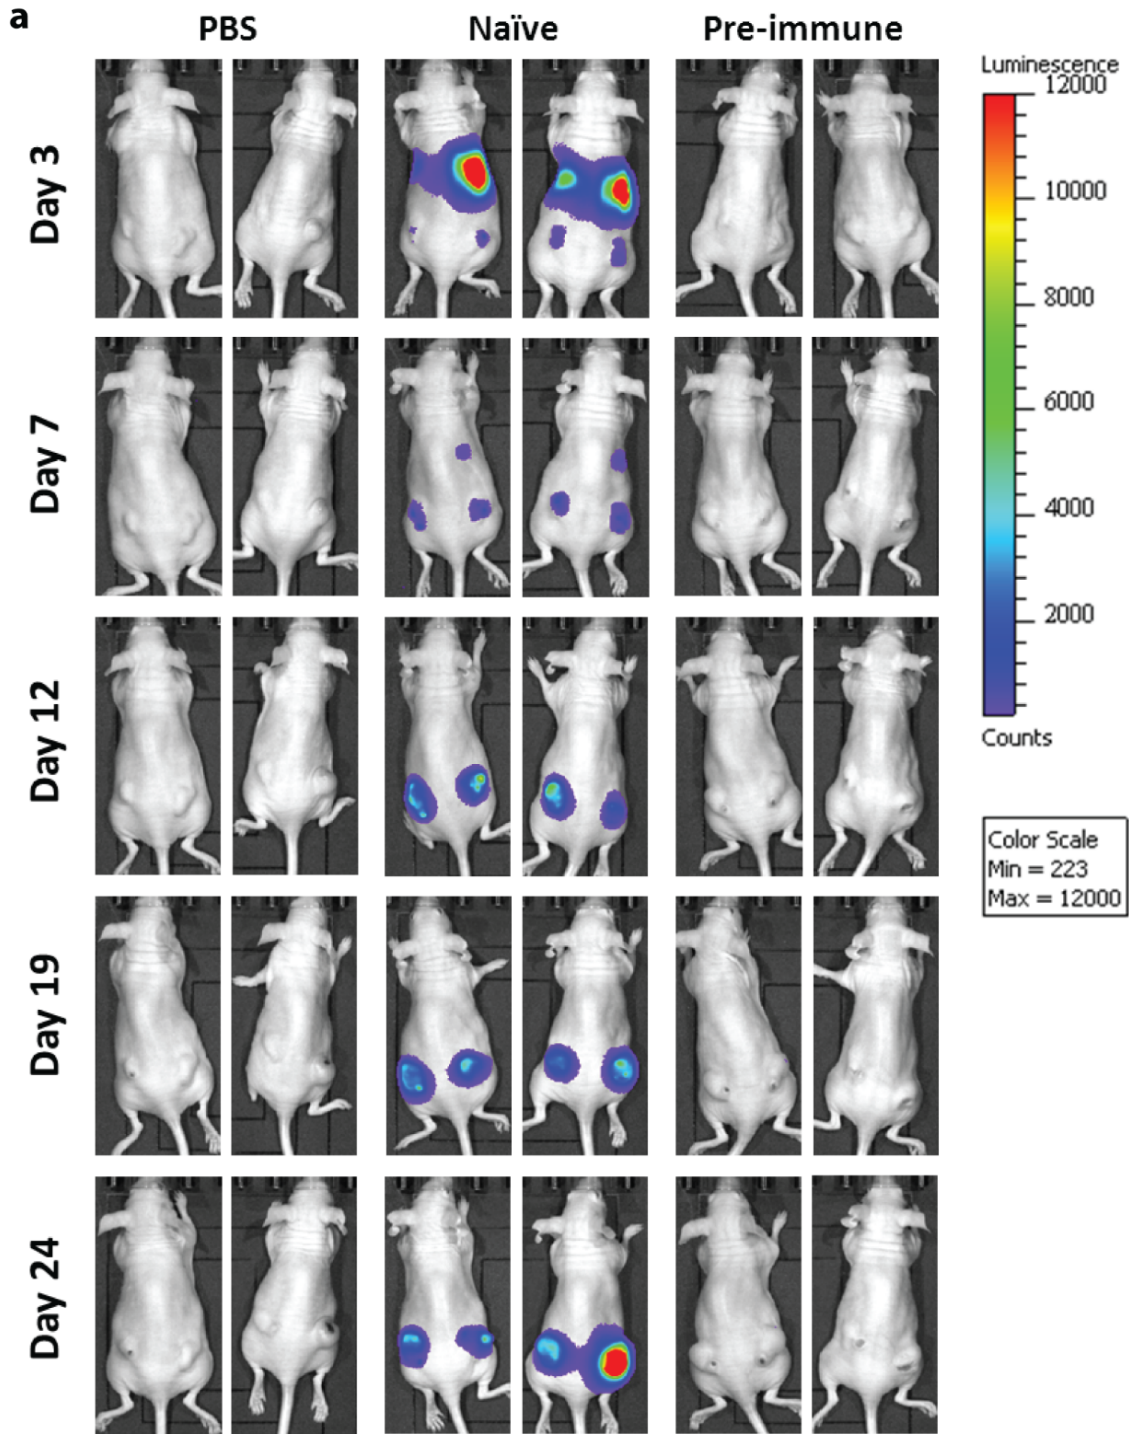 a
PBS Naïve Pre-immune
Luminescence
12000
10000
8000
6000
4000
2000
Counts
Color Scale
Min = 223
Max = 12000
Day 3
Day 7
Day 12
Day 19
Day 24